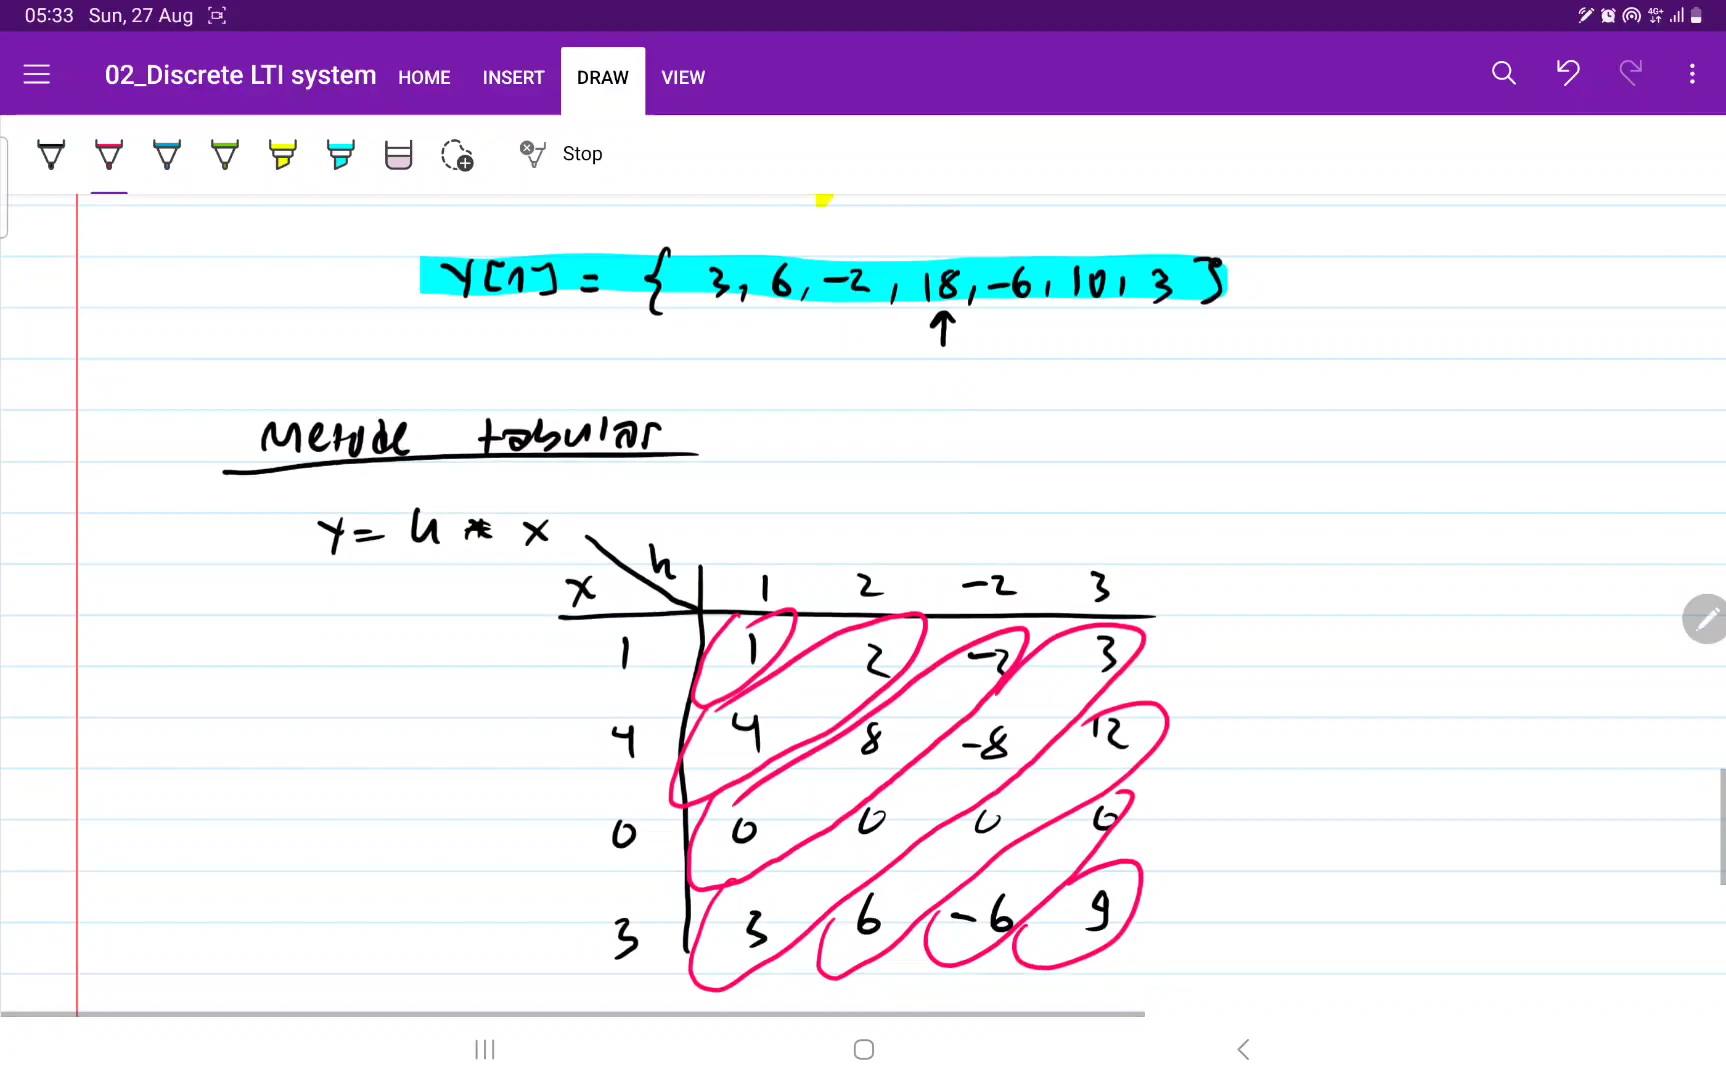 05:33 Sun, 27 Aug 4G+
02_Discrete LTI system HOME INSERT DRAW VIEW
Stop
Y[n] = { 3, 6, -2, 18, -6, 10, 3 }
↑
Metode tabular
Y = h * x
x \ h | 1 2 -2 3
1 | 1 2 -2 3
4 | 4 8 -8 12
0 | 0 0 0 0
3 | 3 6 -6 9